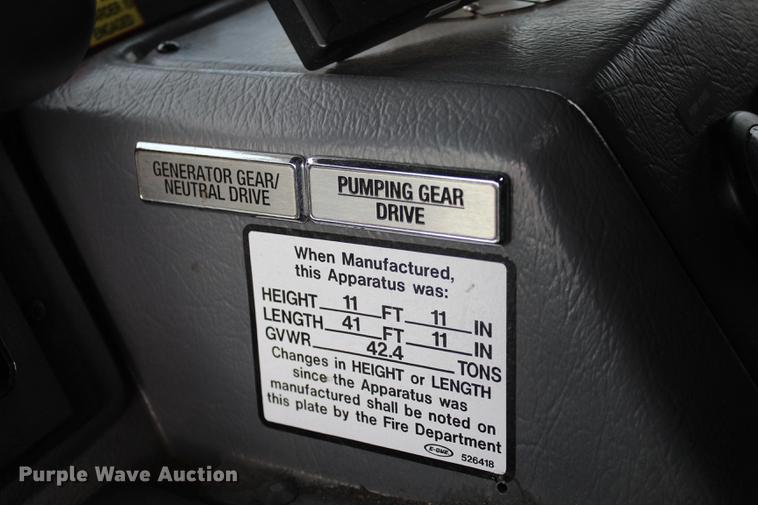 ENGAGED
GENERATOR GEAR/
NEUTRAL DRIVE
PUMPING GEAR
DRIVE
When Manufactured,
this Apparatus was:
HEIGHT 11 FT 11 IN
LENGTH 41 FT 11 IN
GVWR 42.4 TONS
Changes in HEIGHT or LENGTH
since the Apparatus was
manufactured shall be noted on
this plate by the Fire Department
E-ONE 526418
Purple Wave Auction